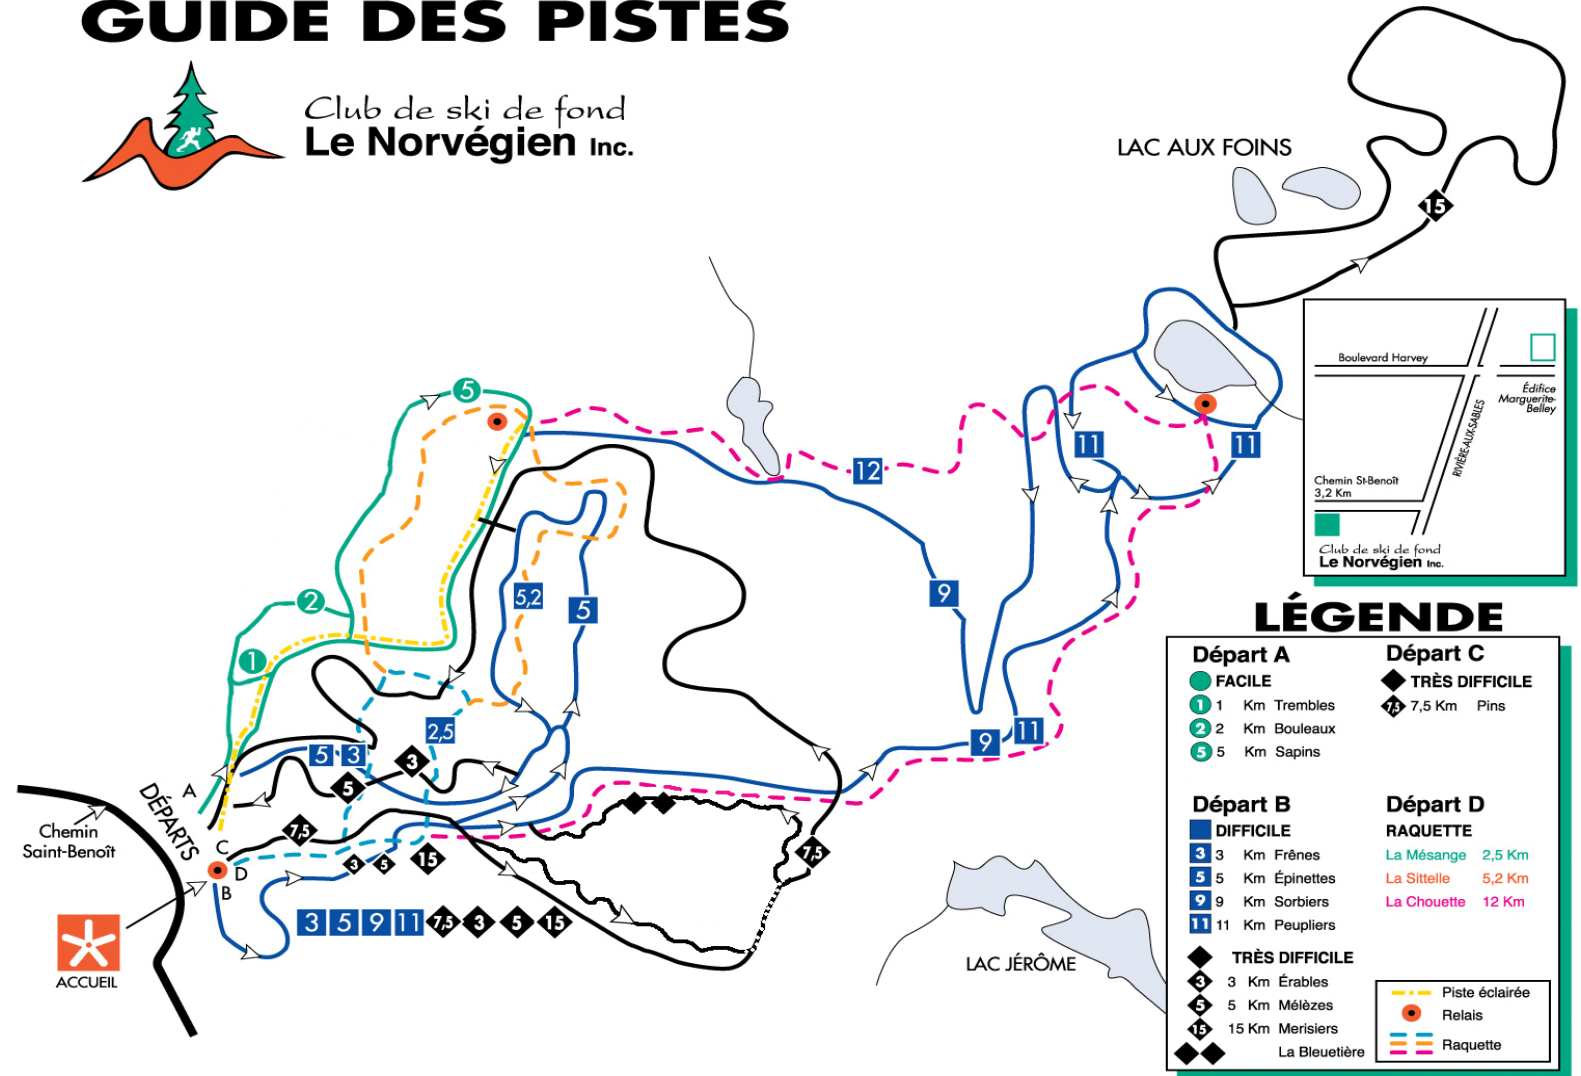 GUIDE DES PISTES
Club de ski de fond
Le Norvégien Inc.
LAC AUX FOINS
15
5
12
11
11
2
1
5,2
5
9
9
11
5 3
2,5
3
5
7,5
3 5 15
7,5
3 5 9 11 7,5 3 5 15
A
DÉPARTS
C
D
B
Chemin
Saint-Benoît
ACCUEIL
LAC JÉRÔME
Boulevard Harvey
Édifice
Marguerite-
Belley
RIVIÈRE-AUX-SABLES
Chemin St-Benoît
3,2 Km
Club de ski de fond
Le Norvégien Inc.
LÉGENDE
Départ A
FACILE
1 1 Km Trembles
2 2 Km Bouleaux
5 5 Km Sapins
Départ C
TRÈS DIFFICILE
7,5 7,5 Km Pins
Départ B
DIFFICILE
3 3 Km Frênes
5 5 Km Épinettes
9 9 Km Sorbiers
11 11 Km Peupliers
TRÈS DIFFICILE
3 3 Km Érables
5 5 Km Mélèzes
15 15 Km Merisiers
La Bleuetière
Départ D
RAQUETTE
La Mésange 2,5 Km
La Sittelle 5,2 Km
La Chouette 12 Km
Piste éclairée
Relais
Raquette